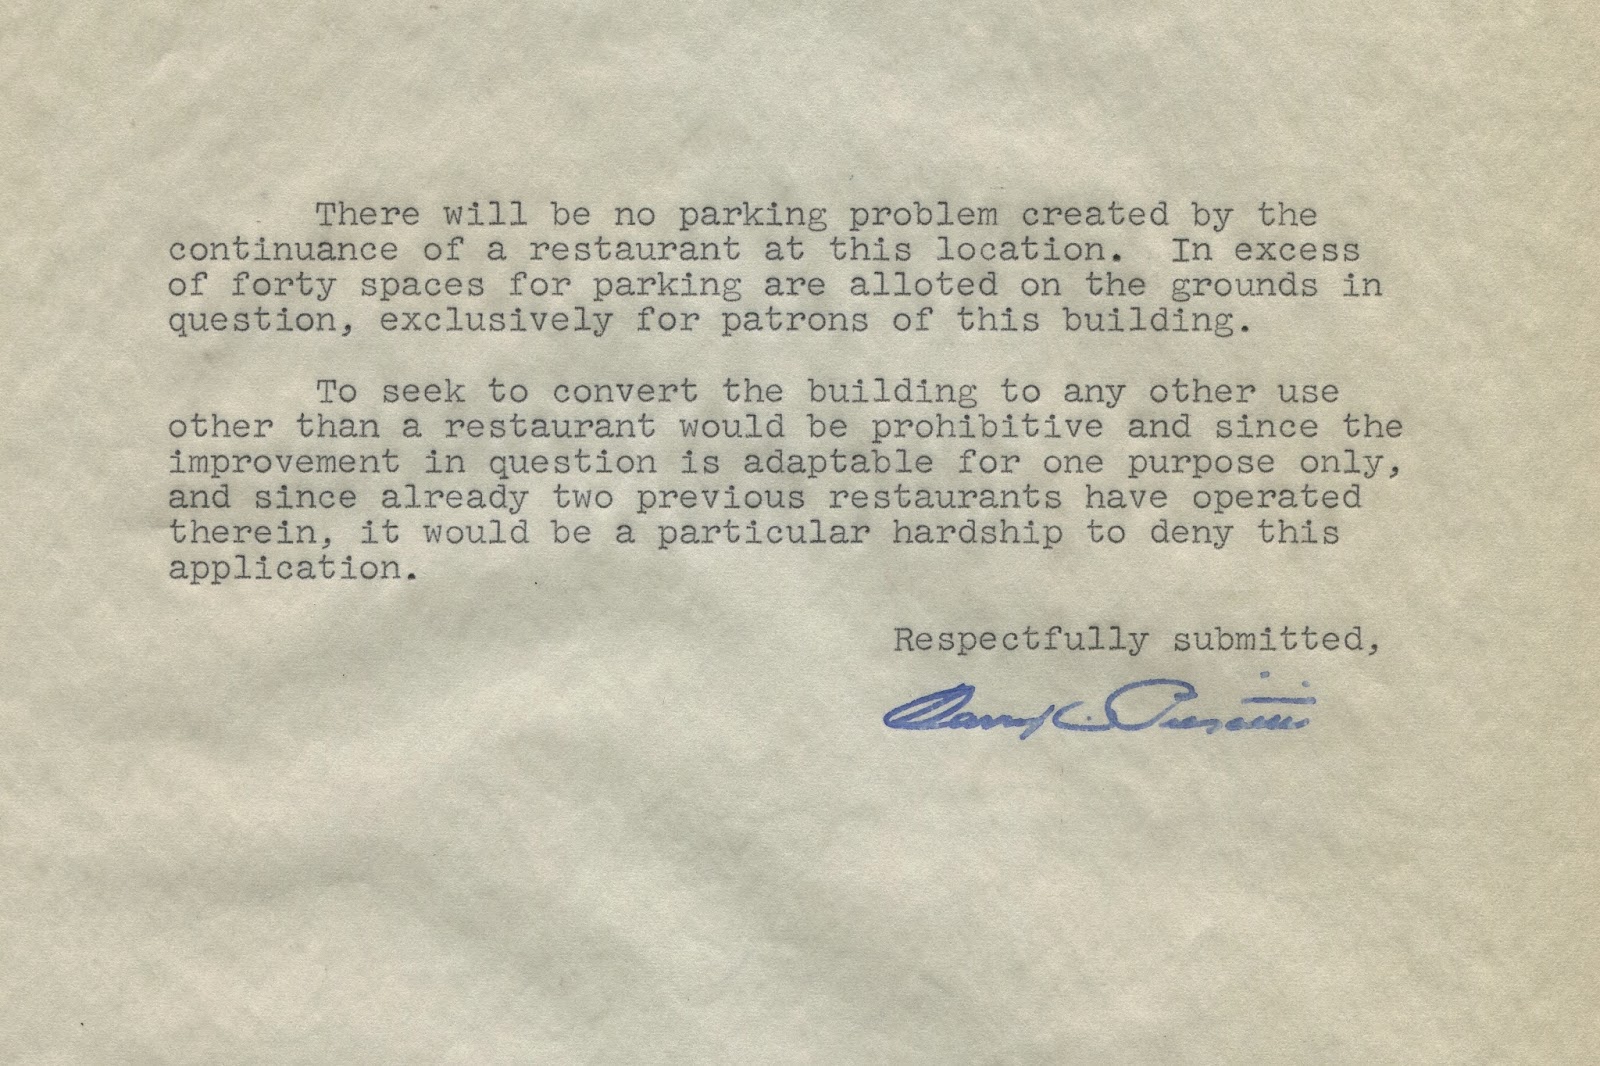 There will be no parking problem created by the
continuance of a restaurant at this location. In excess
of forty spaces for parking are alloted on the grounds in
question, exclusively for patrons of this building.
To seek to convert the building to any other use
other than a restaurant would be prohibitive and since the
improvement in question is adaptable for one purpose only,
and since already two previous restaurants have operated
therein, it would be a particular hardship to deny this
application.
Respectfully submitted,